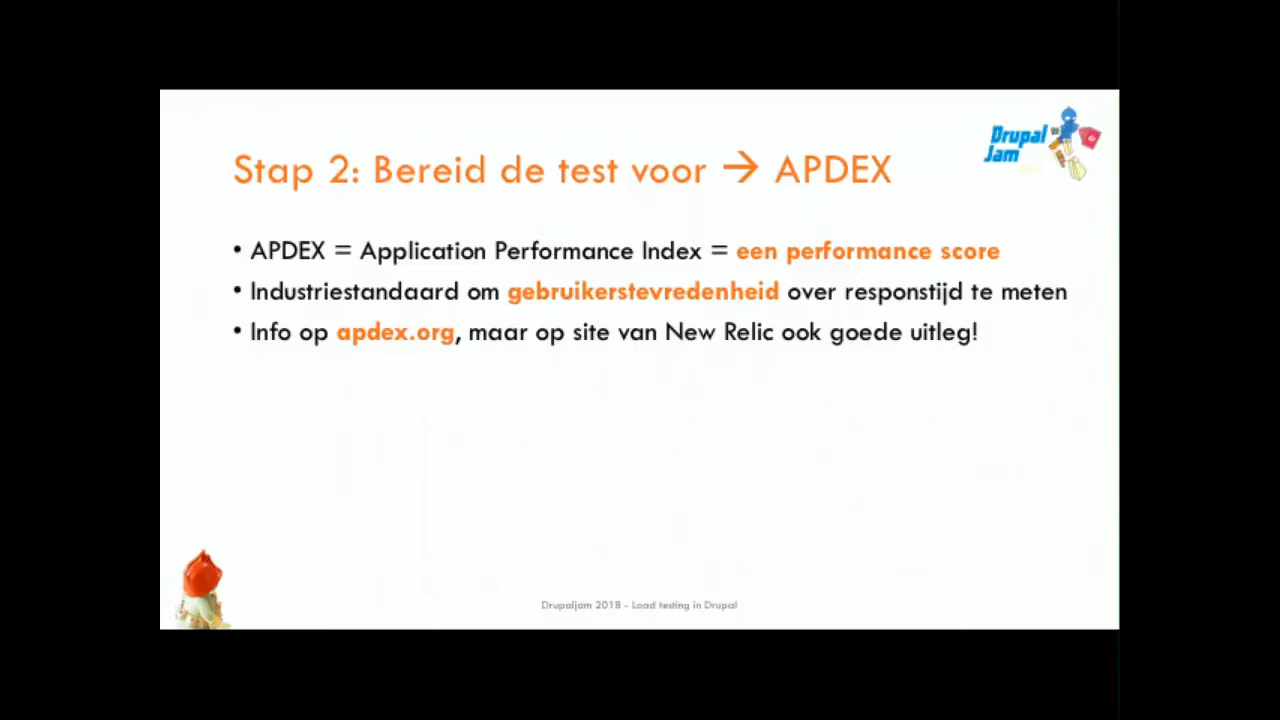 Drupal
Jam
Stap 2: Bereid de test voor → APDEX
• APDEX = Application Performance Index = een performance score
• Industriestandaard om gebruikerstevredenheid over responstijd te meten
• Info op apdex.org, maar op site van New Relic ook goede uitleg!
Drupaljam 2018 - Load testing in Drupal